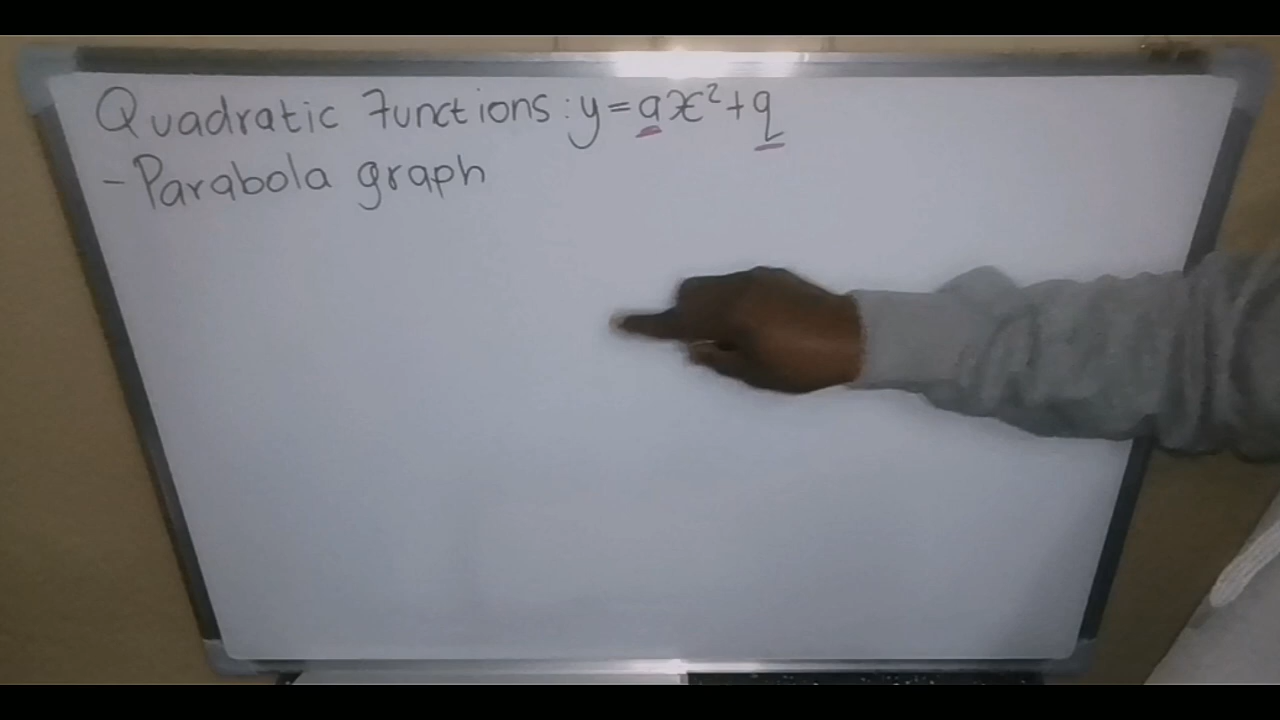 Quadratic Functions: y = ax² + q
- Parabola graph